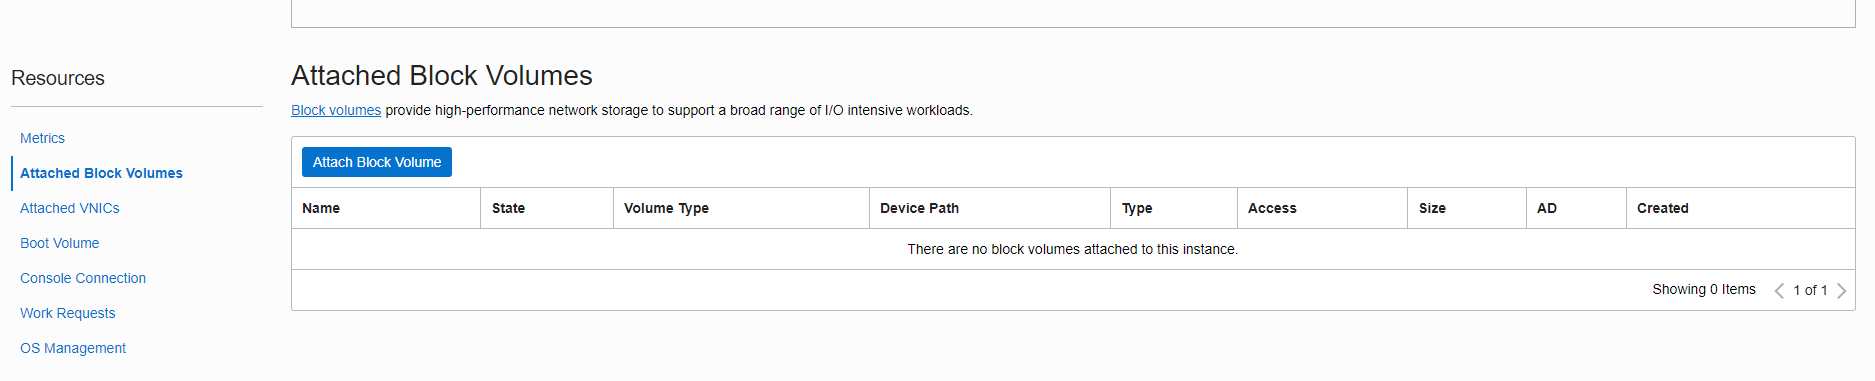 Resources
Metrics
Attached Block Volumes
Attached VNICs
Boot Volume
Console Connection
Work Requests
OS Management
Attached Block Volumes
Block volumes provide high-performance network storage to support a broad range of I/O intensive workloads.
Attach Block Volume
Name State Volume Type Device Path Type Access Size AD Created
There are no block volumes attached to this instance.
Showing 0 Items 1 of 1